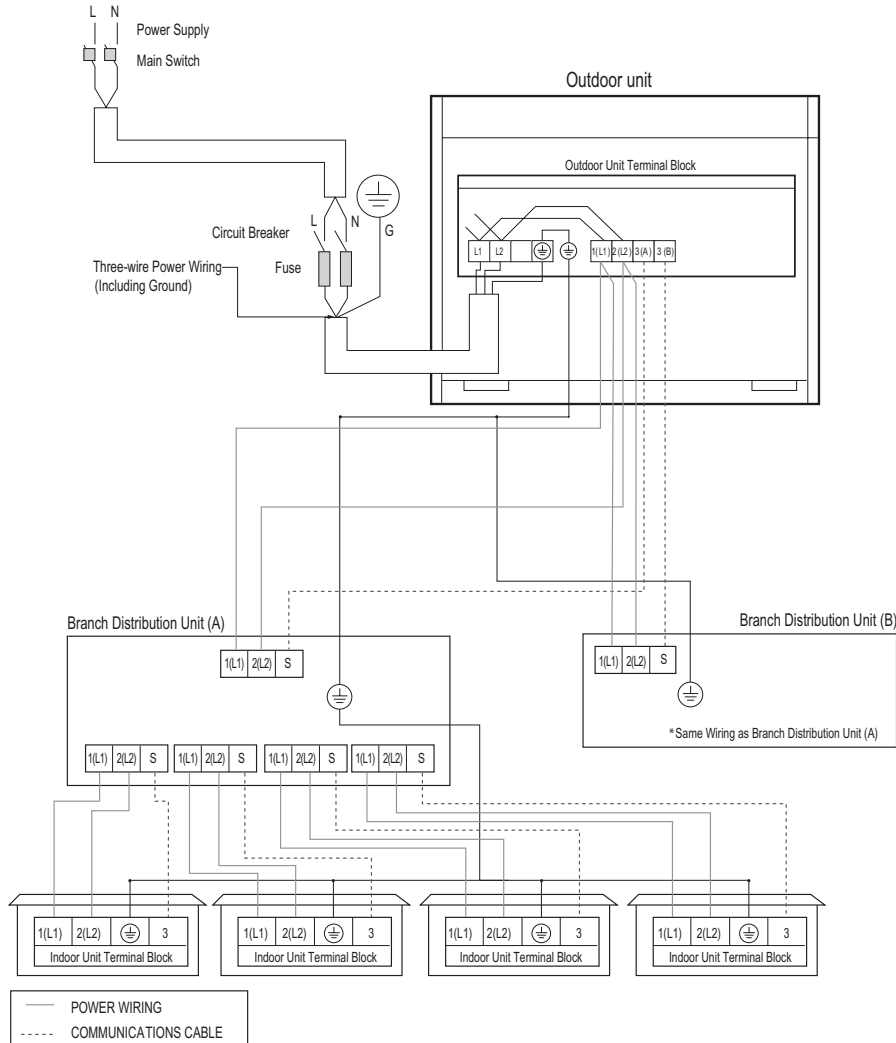 L N
Power Supply
Main Switch
Outdoor unit
Outdoor Unit Terminal Block
L N
G
Circuit Breaker
Fuse
Three-wire Power Wiring
(Including Ground)
L1 L2 1(L1) 2(L2) 3(A) 3 (B)
Branch Distribution Unit (A)
1(L1) 2(L2) S
Branch Distribution Unit (B)
1(L1) 2(L2) S
*Same Wiring as Branch Distribution Unit (A)
1(L1) 2(L2) S 1(L1) 2(L2) S 1(L1) 2(L2) S 1(L1) 2(L2) S
1(L1) 2(L2) 3
Indoor Unit Terminal Block
1(L1) 2(L2) 3
Indoor Unit Terminal Block
1(L1) 2(L2) 3
Indoor Unit Terminal Block
1(L1) 2(L2) 3
Indoor Unit Terminal Block
POWER WIRING
COMMUNICATIONS CABLE